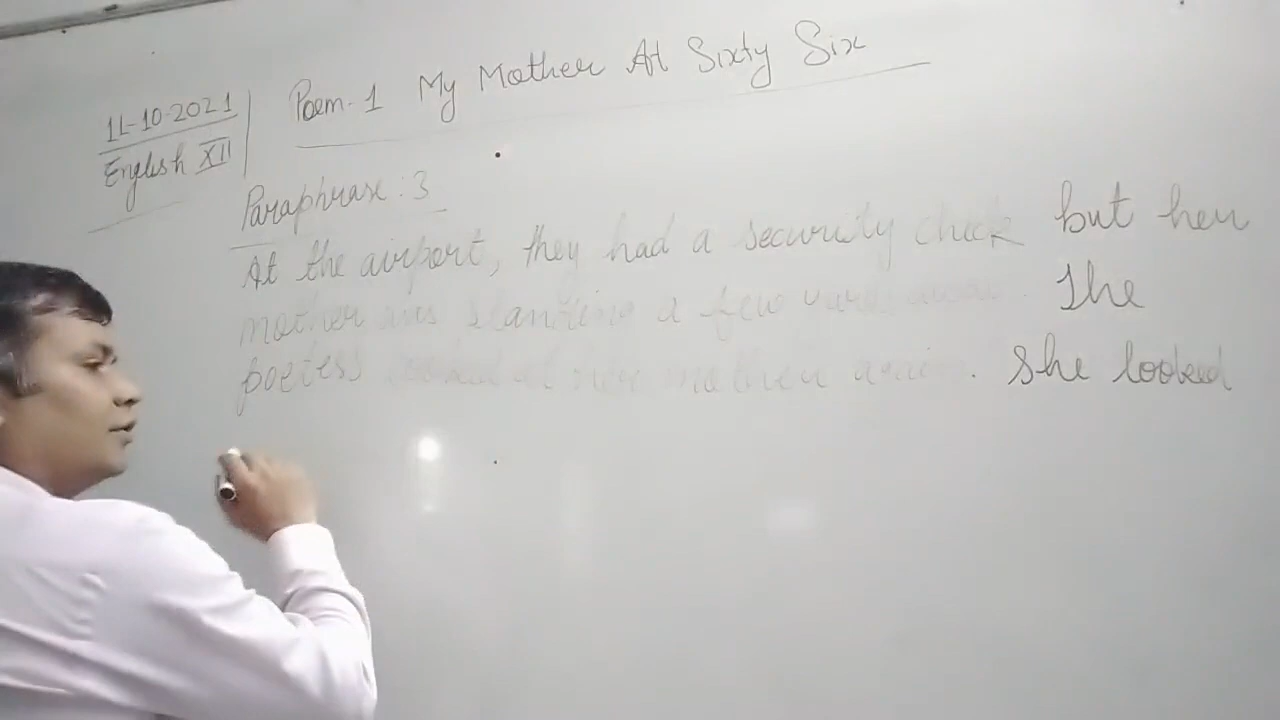 11-10-2021
English XII
Poem-1 My Mother At Sixty Six
Paraphrase: 3
At the airport, they had a security check but her
mother was standing a few yards away. The
poetess looked at her mother again. She looked